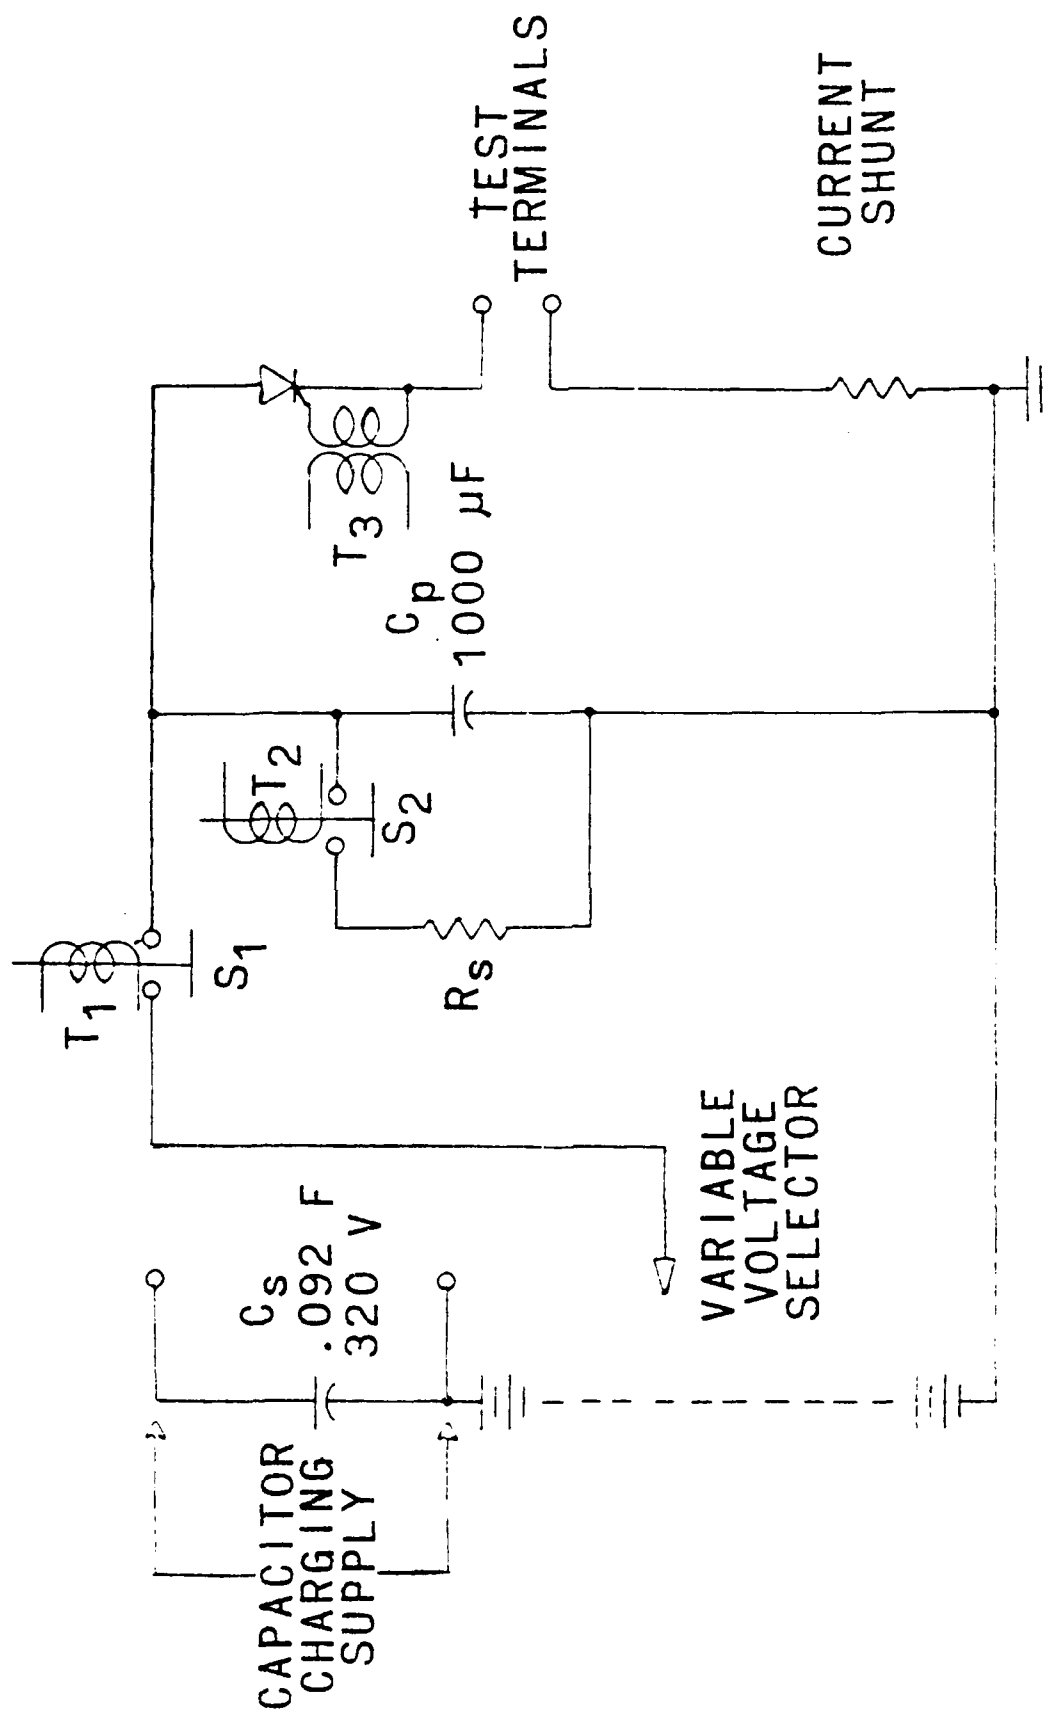 CAPACITOR
CHARGING
SUPPLY
Cs
.092 F
320 V
VARIABLE
VOLTAGE
SELECTOR
T1
S1
Rs
T2
S2
Cp
1000 µF
T3
TEST
TERMINALS
CURRENT
SHUNT